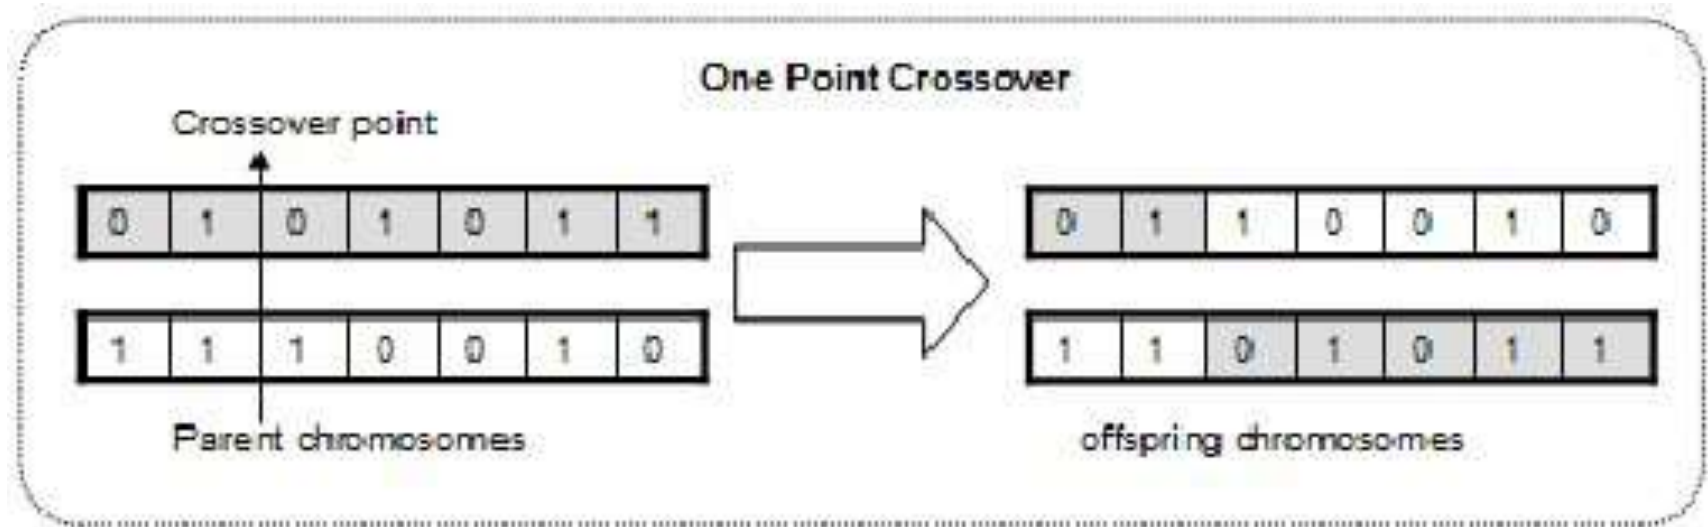 One Point Crossover
Crossover point
0 1 0 1 0 1 1
0 1 1 0 0 1 0
1 1 1 0 0 1 0
1 1 0 1 0 1 1
Parent chromosomes
offspring chromosomes